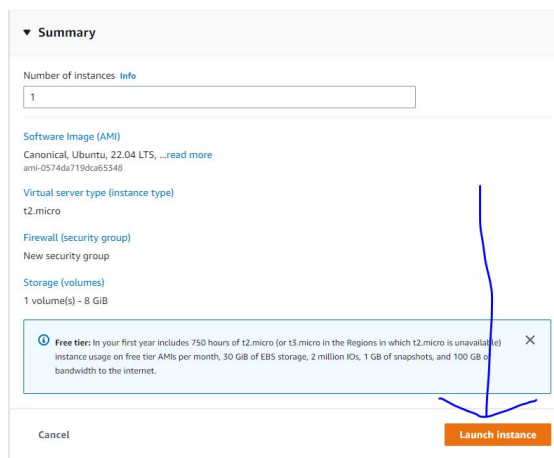 Summary
Number of instances Info
1
Software Image (AMI)
Canonical, Ubuntu, 22.04 LTS, ...read more
ami-0574da719dca65348
Virtual server type (instance type)
t2.micro
Firewall (security group)
New security group
Storage (volumes)
1 volume(s) - 8 GiB
Free tier: In your first year includes 750 hours of t2.micro (or t3.micro in the Regions in which t2.micro is unavailable)
instance usage on free tier AMIs per month, 30 GiB of EBS storage, 2 million IOs, 1 GB of snapshots, and 100 GB of
bandwidth to the internet.
Cancel
Launch instance